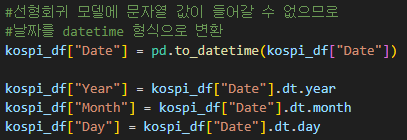 #선형회귀 모델에 문자열 값이 들어갈 수 없으므로
#날짜를 datetime 형식으로 변환
kospi_df["Date"] = pd.to_datetime(kospi_df["Date"])
kospi_df["Year"] = kospi_df["Date"].dt.year
kospi_df["Month"] = kospi_df["Date"].dt.month
kospi_df["Day"] = kospi_df["Date"].dt.day